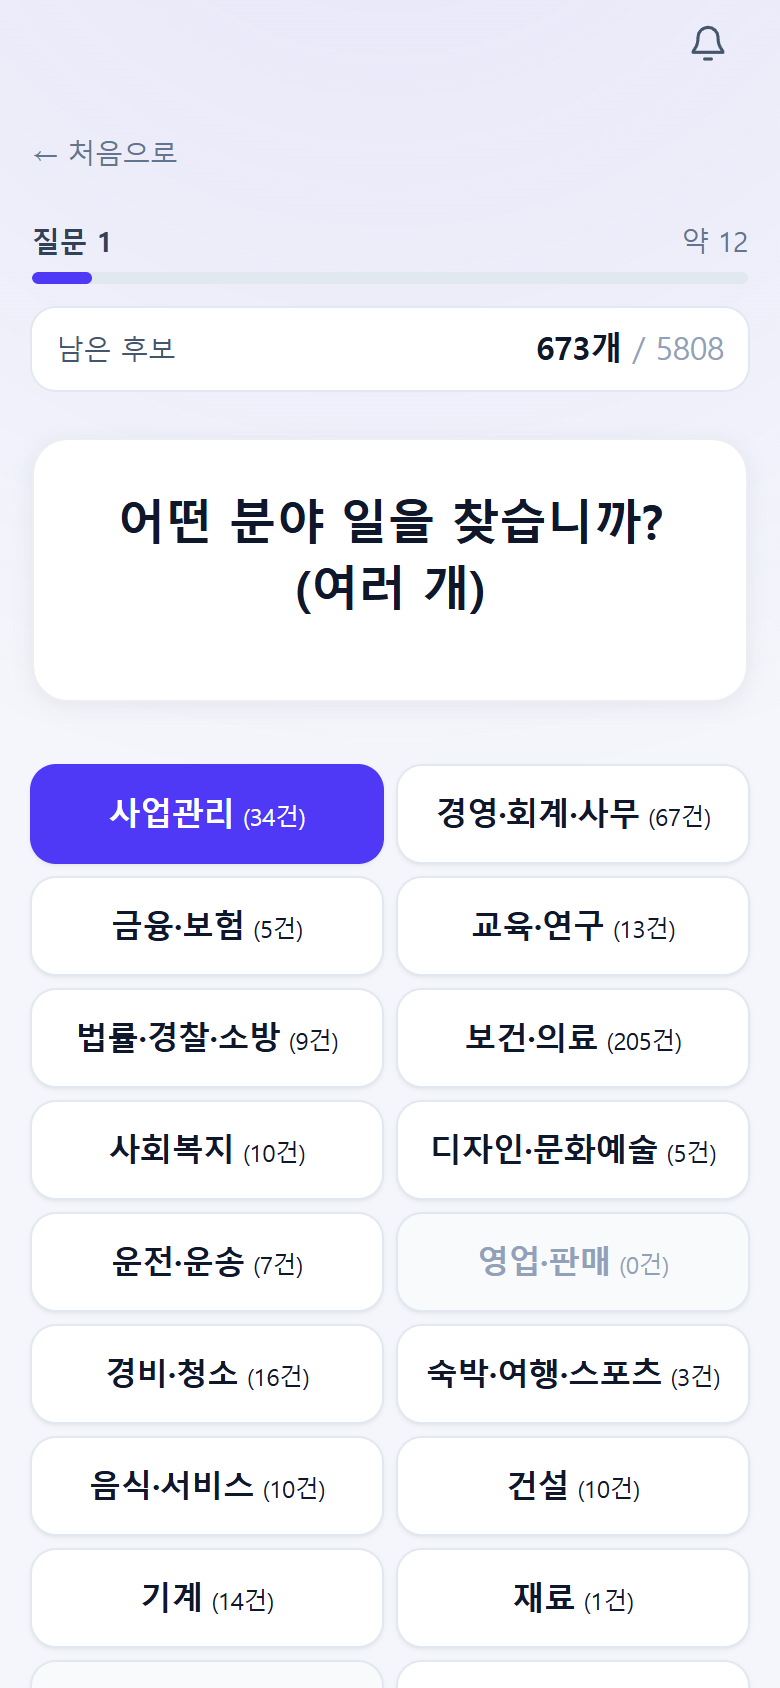 ← 처음으로
질문 1
약 12
남은 후보
673개 / 5808
어떤 분야 일을 찾습니까?
(여러 개)
사업관리 (34건)
경영·회계·사무 (67건)
금융·보험 (5건)
교육·연구 (13건)
법률·경찰·소방 (9건)
보건·의료 (205건)
사회복지 (10건)
디자인·문화예술 (5건)
운전·운송 (7건)
영업·판매 (0건)
경비·청소 (16건)
숙박·여행·스포츠 (3건)
음식·서비스 (10건)
건설 (10건)
기계 (14건)
재료 (1건)